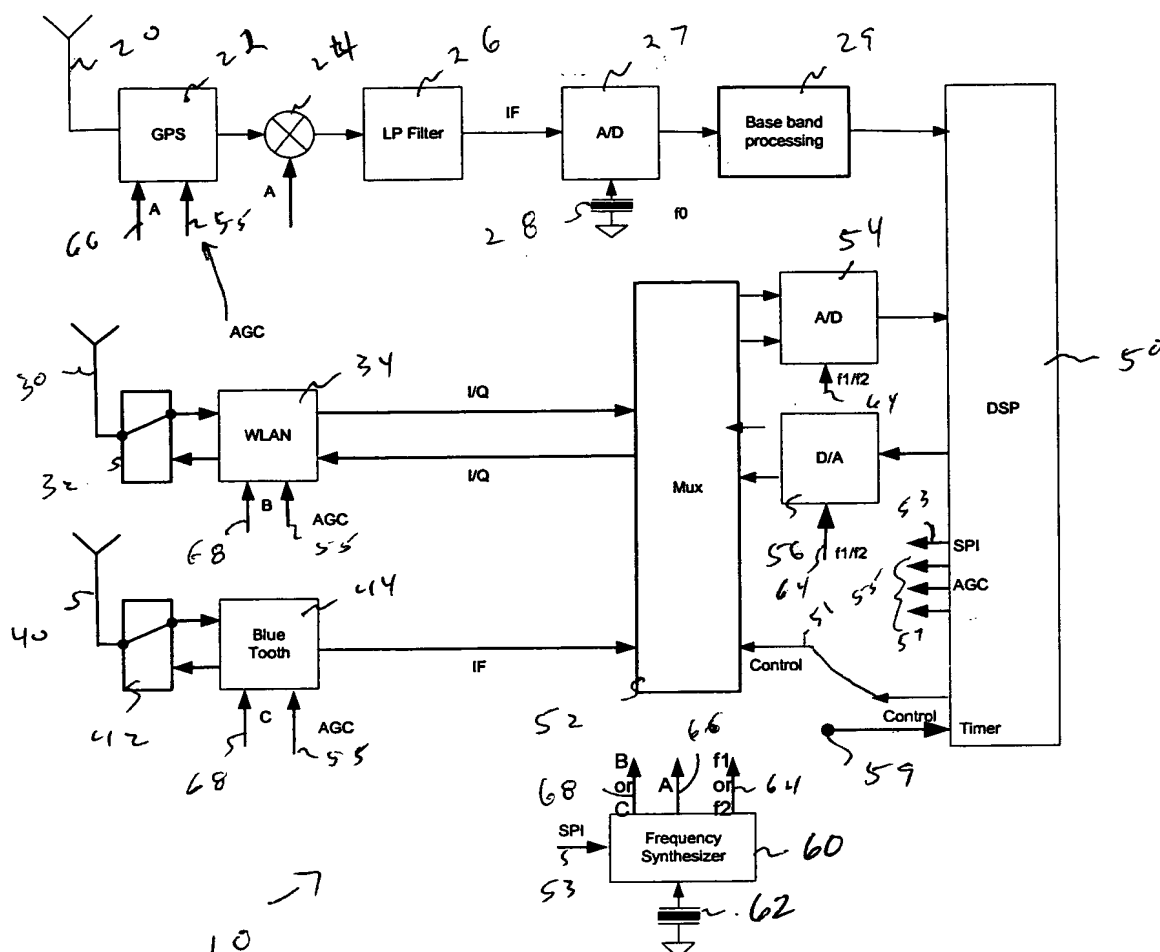 20
22
24
26
27
29
GPS
LP Filter
IF
A/D
Base band
processing
A
A
66
55
28
f0
AGC
54
A/D
50
30
34
I/Q
f1/f2
64
DSP
WLAN
I/Q
D/A
Mux
32
B
AGC
68
55
56
f1/f2
64
53
SPI
55
AGC
57
44
40
Blue
Tooth
IF
51
Control
42
C
AGC
68
55
52
66
Control
Timer
59
B
or
C
A
f1
or
f2
68
64
SPI
53
Frequency
Synthesizer
60
62
10